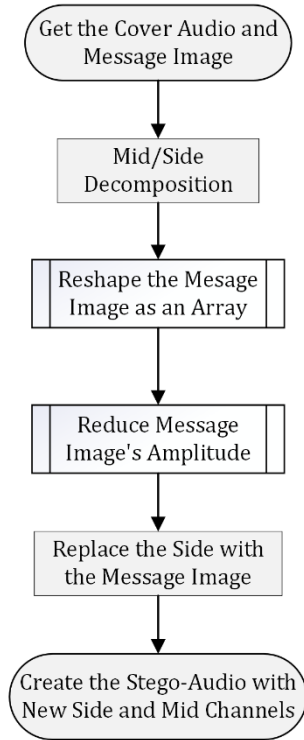 Get the Cover Audio and
Message Image
Mid/Side
Decomposition
Reshape the Mesage
Image as an Array
Reduce Message
Image's Amplitude
Replace the Side with
the Message Image
Create the Stego-Audio with
New Side and Mid Channels